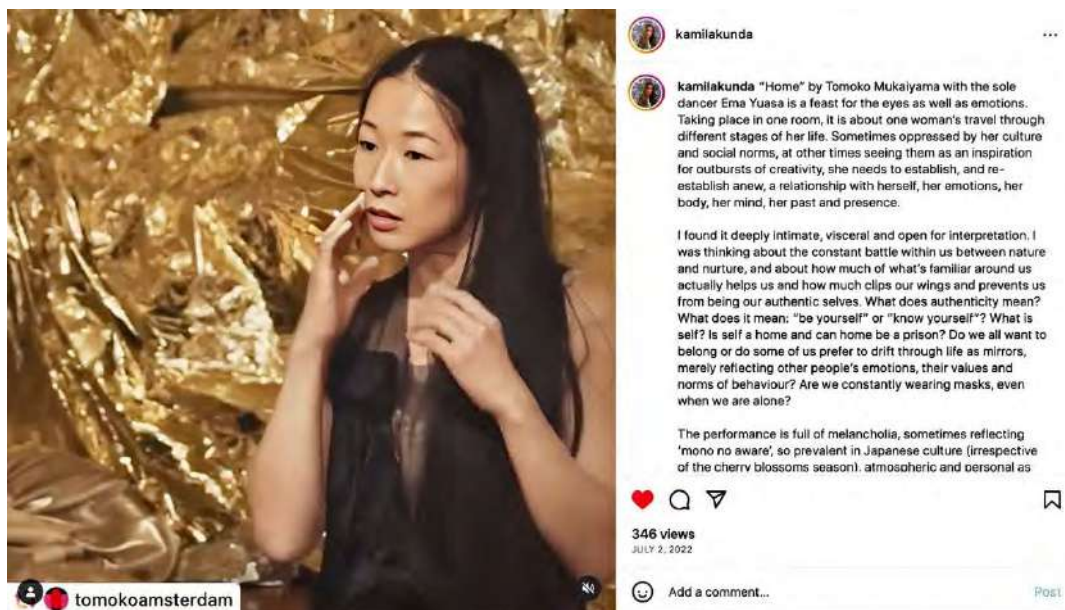 kamilakunda
kamilakunda "Home" by Tomoko Mukaiyama with the sole
dancer Ema Yuasa is a feast for the eyes as well as emotions.
Taking place in one room, it is about one woman's travel through
different stages of her life. Sometimes oppressed by her culture
and social norms, at other times seeing them as an inspiration
for outbursts of creativity, she needs to establish, and re-
establish anew, a relationship with herself, her emotions, her
body, her mind, her past and presence.
I found it deeply intimate, visceral and open for interpretation. I
was thinking about the constant battle within us between nature
and nurture, and about how much of what's familiar around us
actually helps us and how much clips our wings and prevents us
from being our authentic selves. What does authenticity mean?
What does it mean: "be yourself" or "know yourself"? What is
self? Is self a home and can home be a prison? Do we all want to
belong or do some of us prefer to drift through life as mirrors,
merely reflecting other people's emotions, their values and
norms of behaviour? Are we constantly wearing masks, even
when we are alone?
The performance is full of melancholia, sometimes reflecting
'mono no aware', so prevalent in Japanese culture (irrespective
of the cherry blossoms season), atmospheric and personal as
346 views
JULY 2, 2022
Add a comment...
Post
tomokoamsterdam